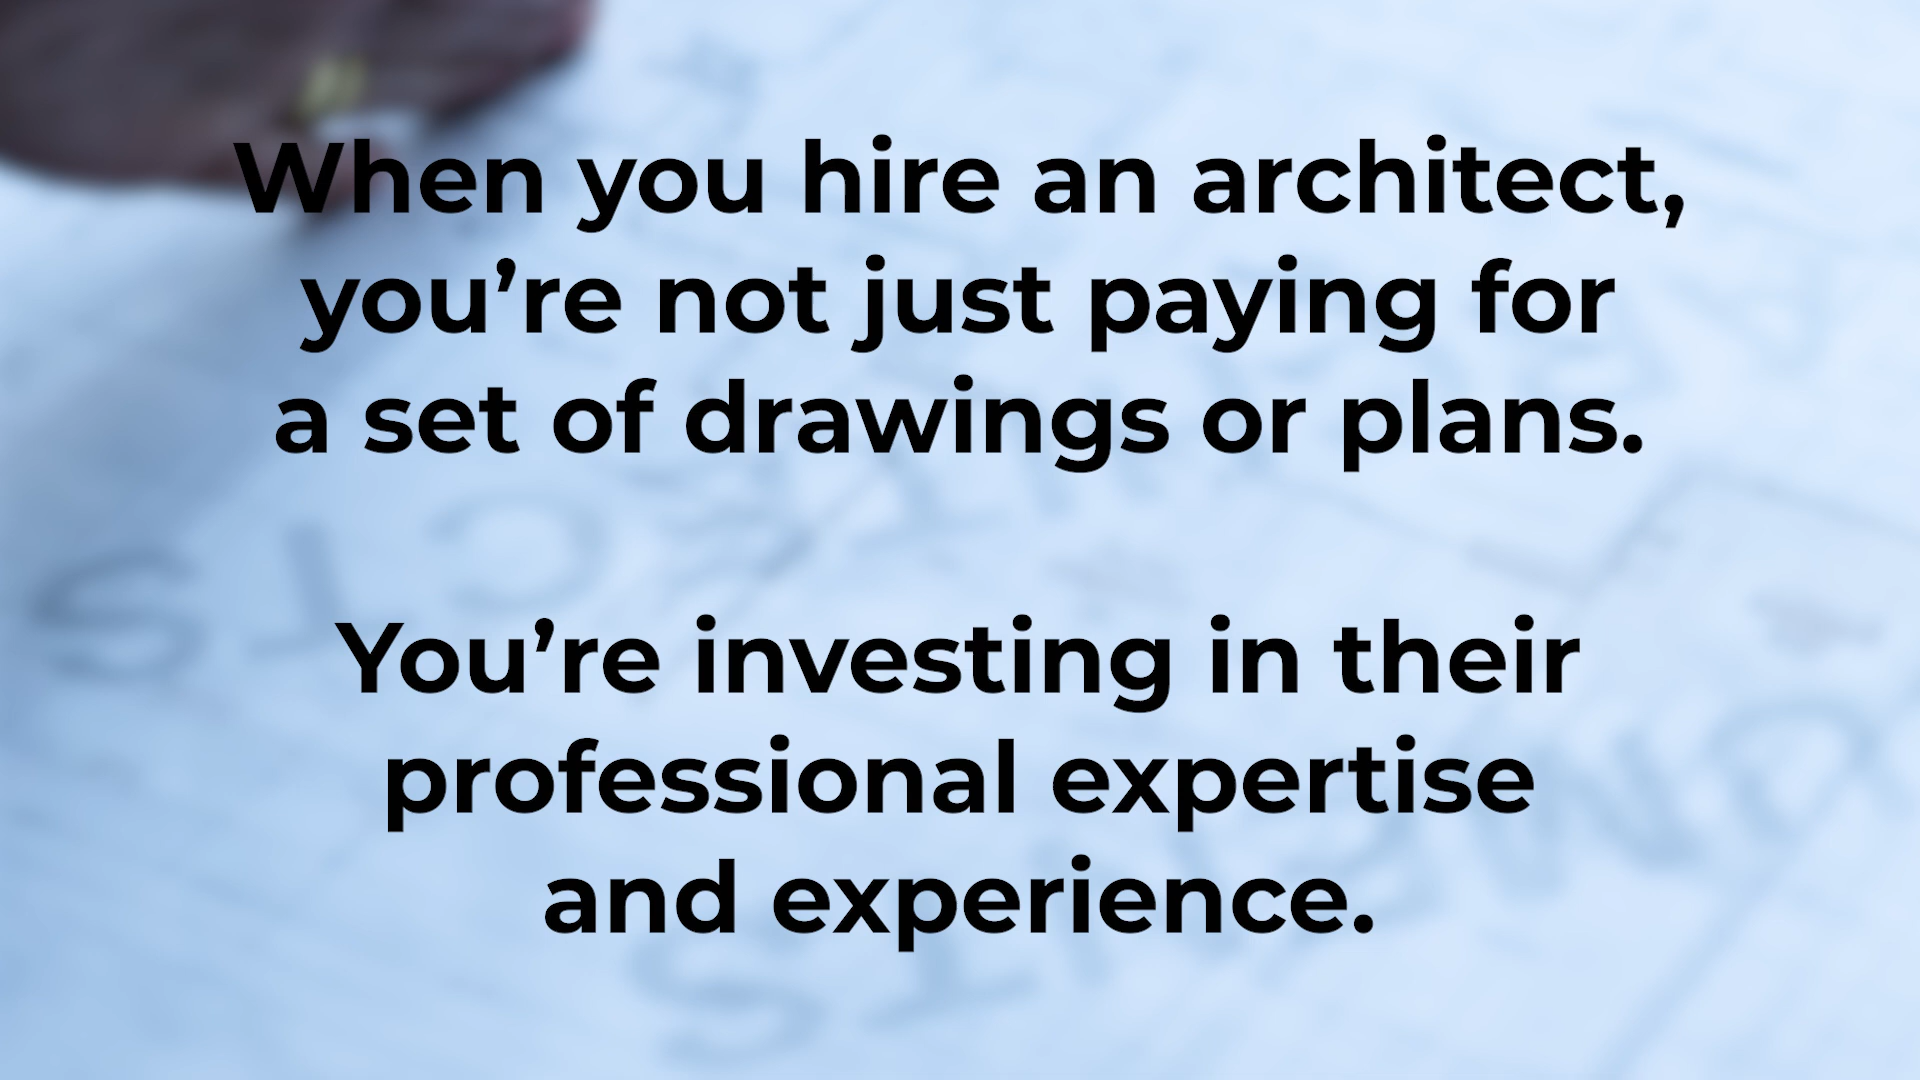 When you hire an architect,
you’re not just paying for
a set of drawings or plans.
You’re investing in their
professional expertise
and experience.